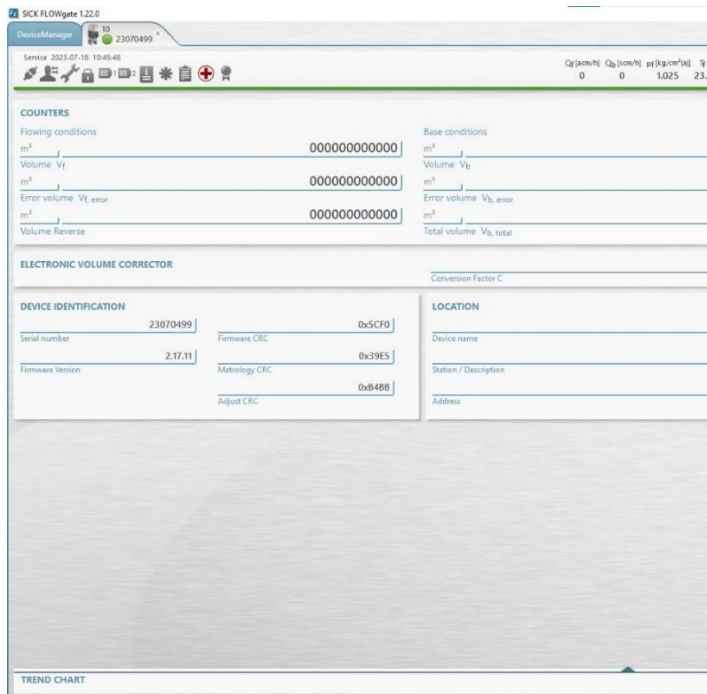 SICK FLOWgate 1.22.0
DeviceManager
10
23070499 ×
Service 2023-07-18 10:45:48
Qf [acm/h] Qb [scm/h] pf [kg/cm²(a)] Tf
0 0 1.025 23.
1 2
COUNTERS
Flowing conditions
m³ 000000000000
Volume Vf
m³ 000000000000
Error volume Vf, error
m³ 000000000000
Volume Reverse
Base conditions
m³
Volume Vb
m³
Error volume Vb, error
m³
Total volume Vb, total
ELECTRONIC VOLUME CORRECTOR
Conversion Factor C
DEVICE IDENTIFICATION
23070499
Serial number
2.17.11
Firmware Version
0x5CF0
Firmware CRC
0x39E5
Metrology CRC
0xB4BB
Adjust CRC
LOCATION
Device name
Station / Description
Address
TREND CHART